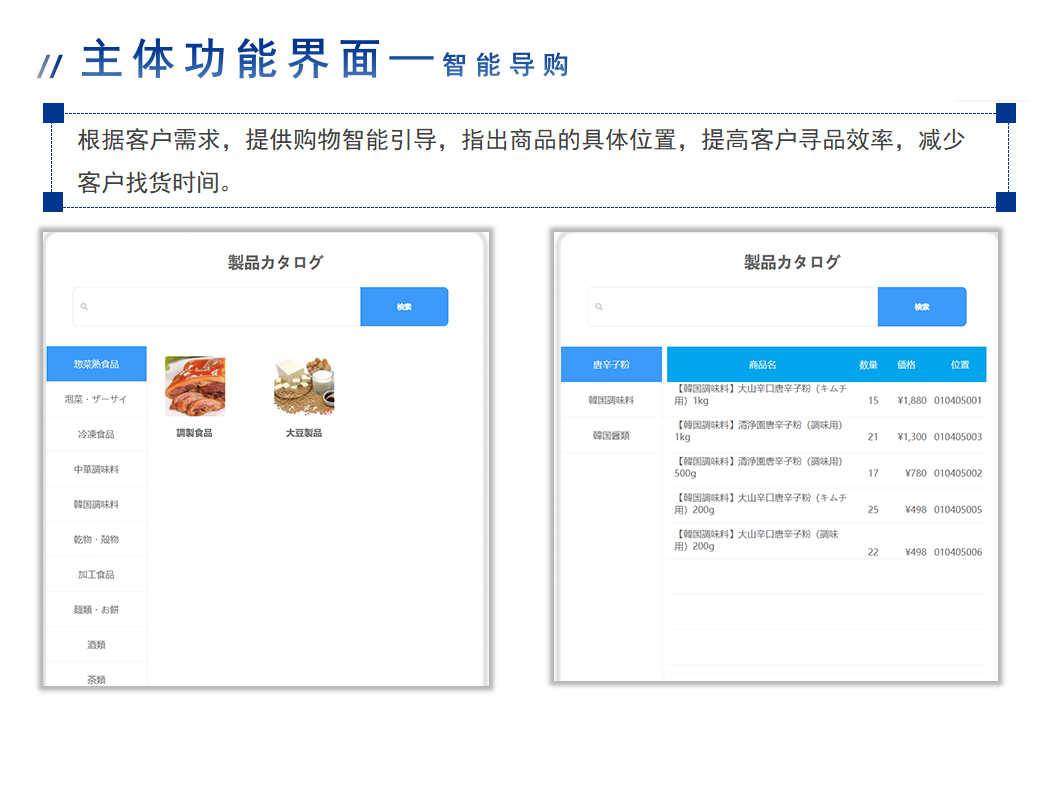 // 主体功能界面—智能导购
根据客户需求，提供购物智能引导，指出商品的具体位置，提高客户寻品效率，减少
客户找货时间。
製品カタログ
検索
惣菜熟食品
泡菜・ザーサイ
冷凍食品
中華調味料
韓国調味料
乾物・殻物
加工食品
麺類・お餅
酒類
茶類
調製食品
大豆製品
製品カタログ
検索
唐辛子粉
韓国調味料
韓国醤類
商品名 数量 価格 位置
【韓国調味料】大山辛口唐辛子粉（キムチ
用）1kg 15 ¥1,880 010405001
【韓国調味料】清浄園唐辛子粉（調味用）
1kg 21 ¥1,300 010405003
【韓国調味料】清浄園唐辛子粉（調味用）
500g 17 ¥780 010405002
【韓国調味料】大山辛口唐辛子粉（キムチ
用）200g 25 ¥498 010405005
【韓国調味料】大山辛口唐辛子粉（調味
用）200g 22 ¥498 010405006